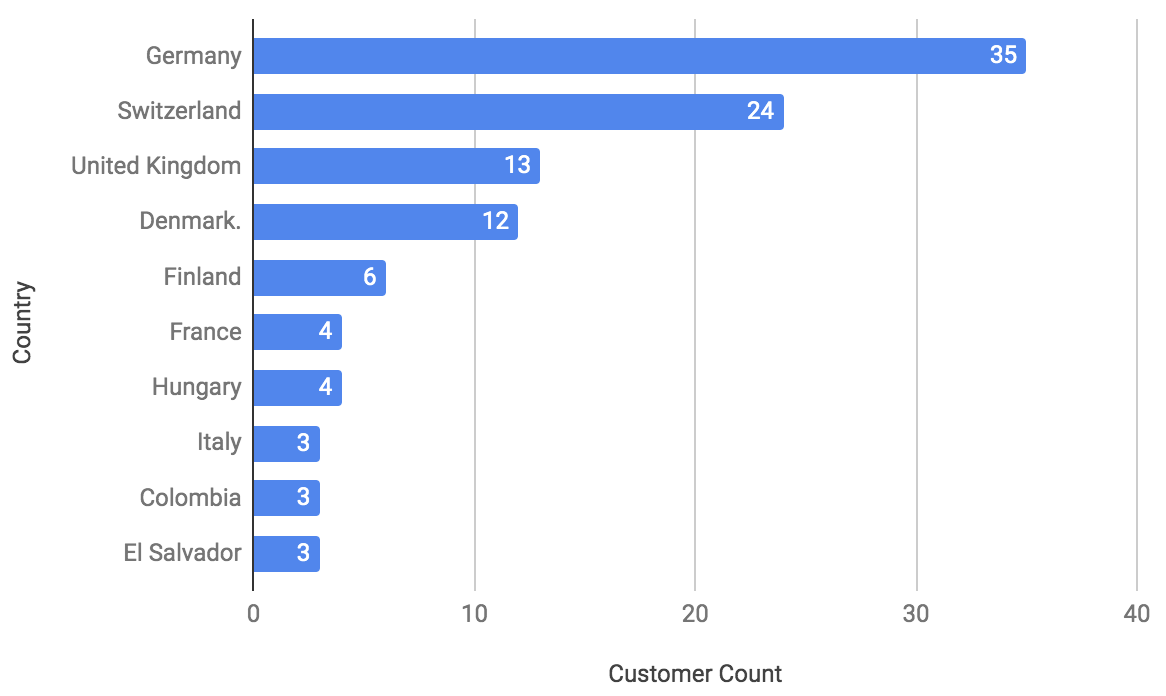 Germany 35
Switzerland 24
United Kingdom 13
Denmark. 12
Finland 6
France 4
Hungary 4
Italy 3
Colombia 3
El Salvador 3
0 10 20 30 40
Customer Count
Country